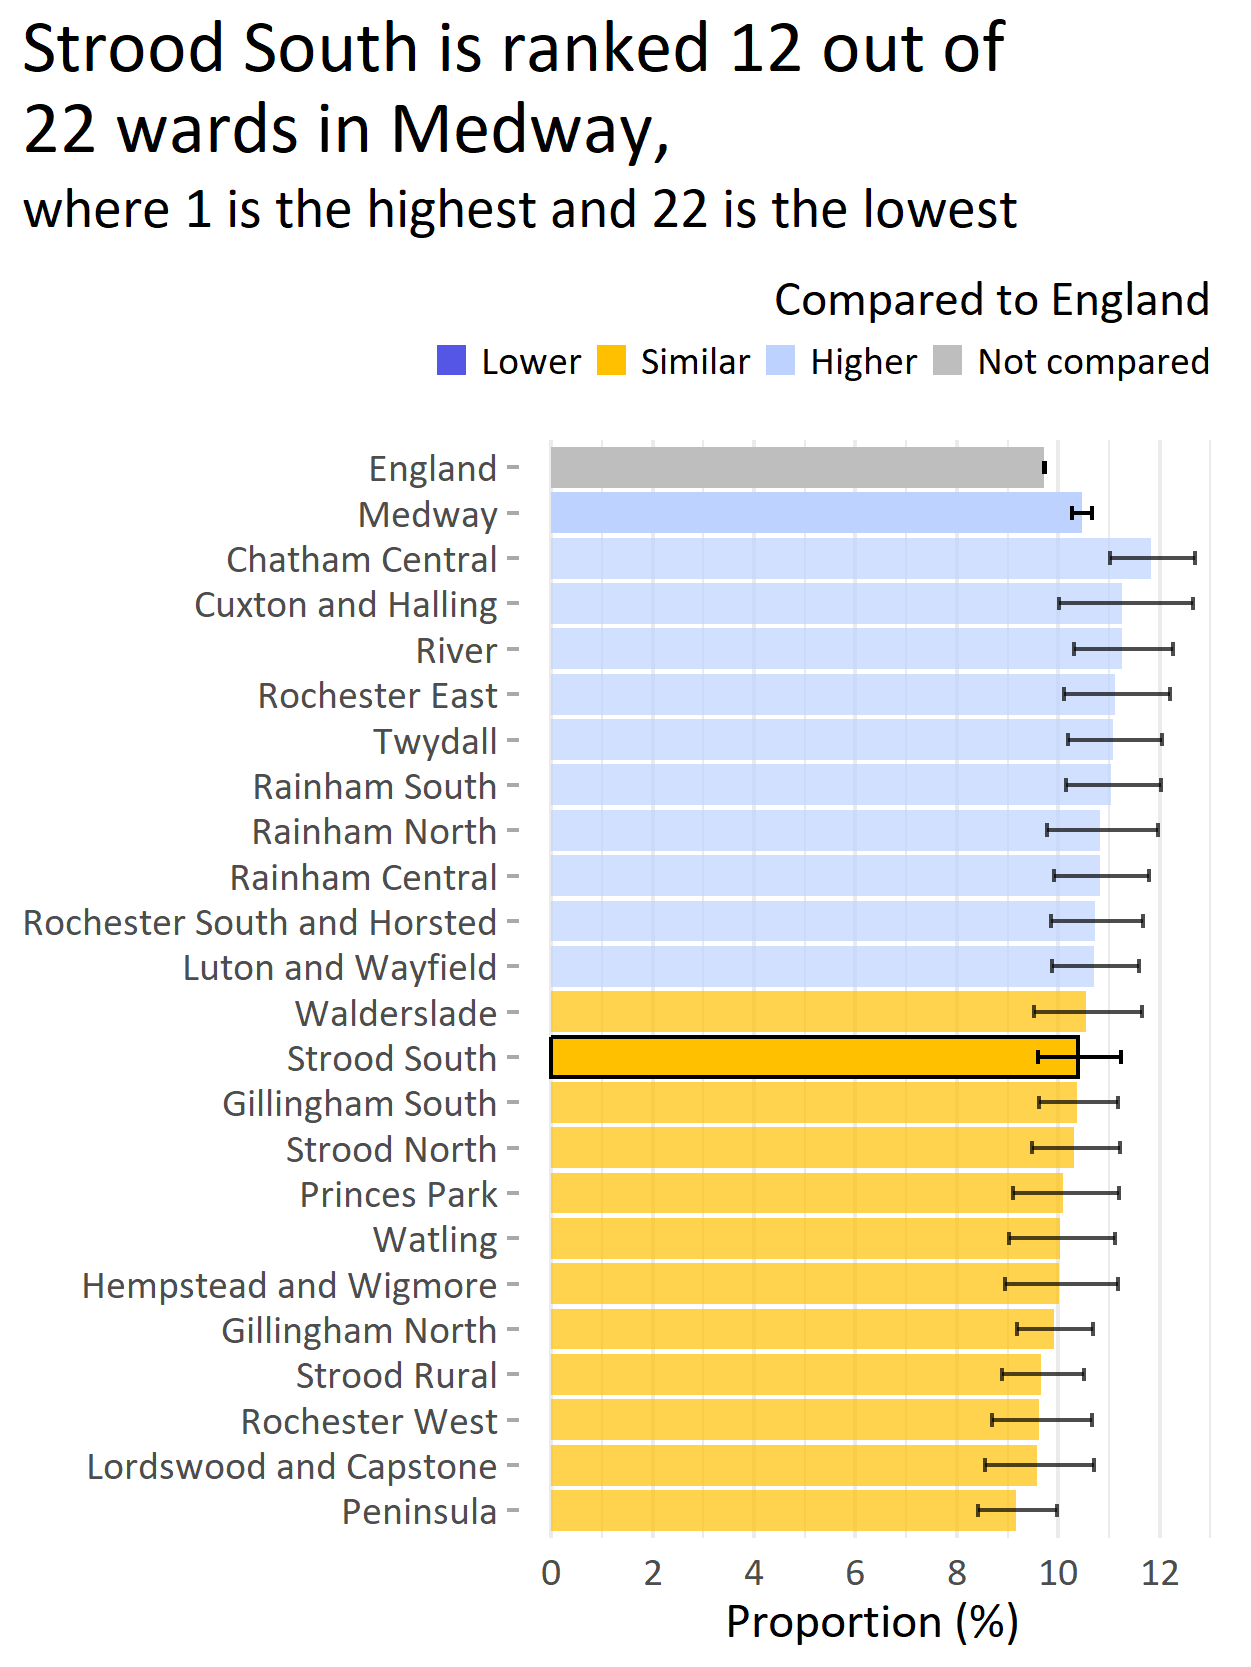 Strood South is ranked 12 out of
22 wards in Medway,
where 1 is the highest and 22 is the lowest
Compared to England
Lower Similar Higher Not compared
England
Medway
Chatham Central
Cuxton and Halling
River
Rochester East
Twydall
Rainham South
Rainham North
Rainham Central
Rochester South and Horsted
Luton and Wayfield
Walderslade
Strood South
Gillingham South
Strood North
Princes Park
Watling
Hempstead and Wigmore
Gillingham North
Strood Rural
Rochester West
Lordswood and Capstone
Peninsula
0 2 4 6 8 10 12
Proportion (%)